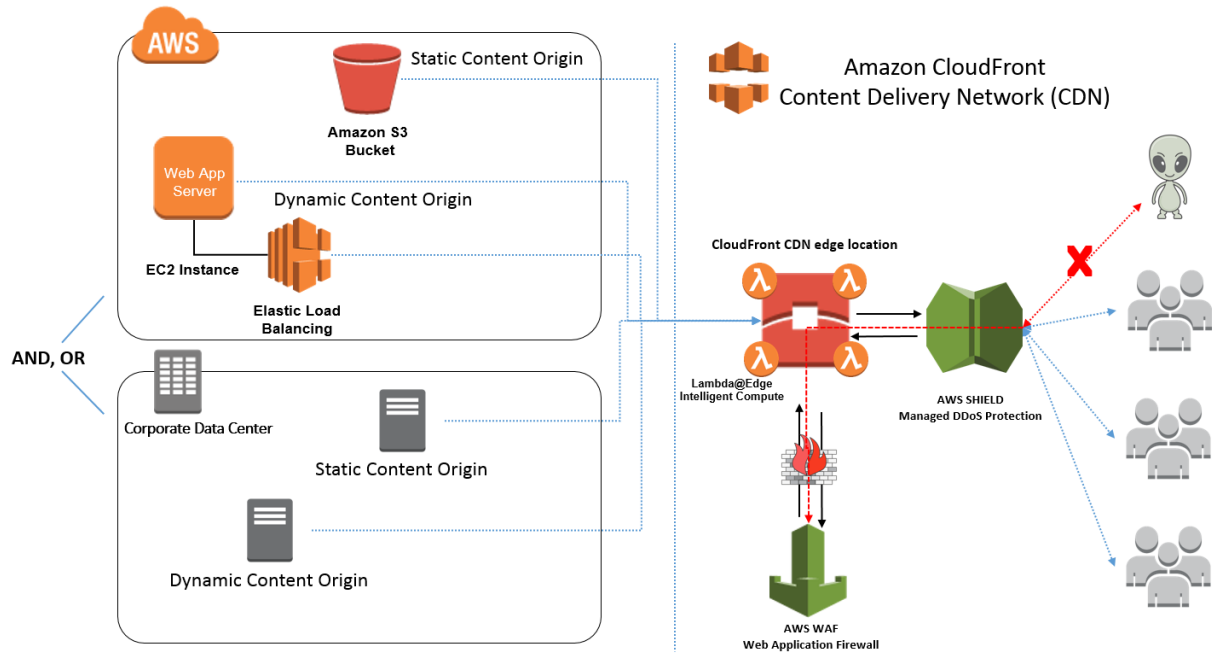 AWS
Static Content Origin
Amazon S3
Bucket
Web App
Server
Dynamic Content Origin
EC2 Instance
Elastic Load
Balancing
AND, OR
Corporate Data Center
Static Content Origin
Dynamic Content Origin
Amazon CloudFront
Content Delivery Network (CDN)
CloudFront CDN edge location
λ
λ
λ
λ
Lambda@Edge
Intelligent Compute
AWS SHIELD
Managed DDoS Protection
X
AWS WAF
Web Application Firewall